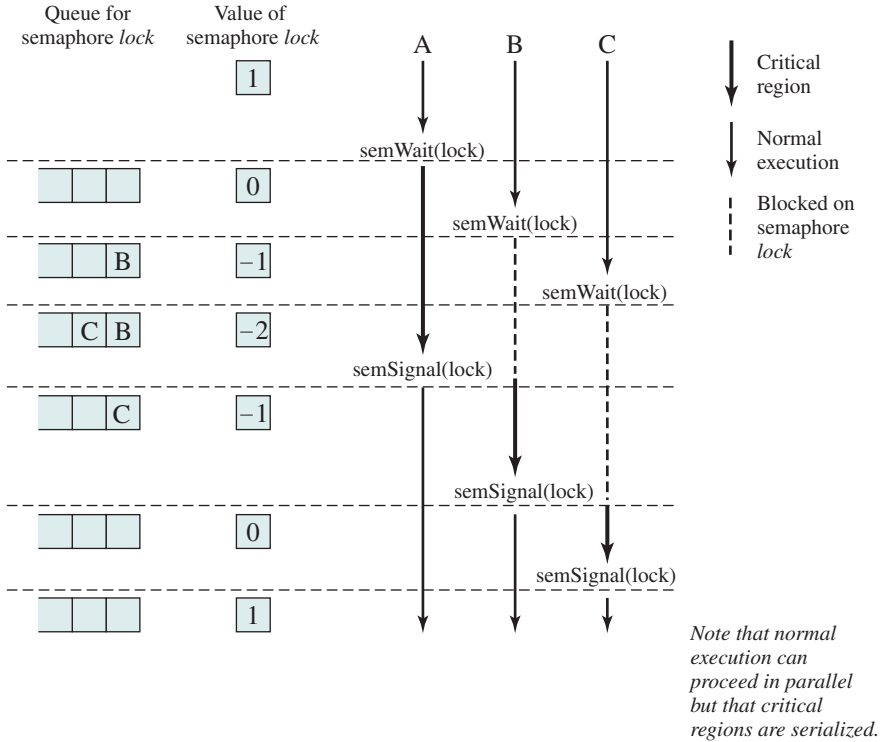 Queue for
semaphore lock
Value of
semaphore lock
A
B
C
1
Critical
region
Normal
execution
Blocked on
semaphore
lock
semWait(lock)
0
semWait(lock)
B
–1
semWait(lock)
C B
–2
semSignal(lock)
C
–1
semSignal(lock)
0
semSignal(lock)
1
Note that normal
execution can
proceed in parallel
but that critical
regions are serialized.